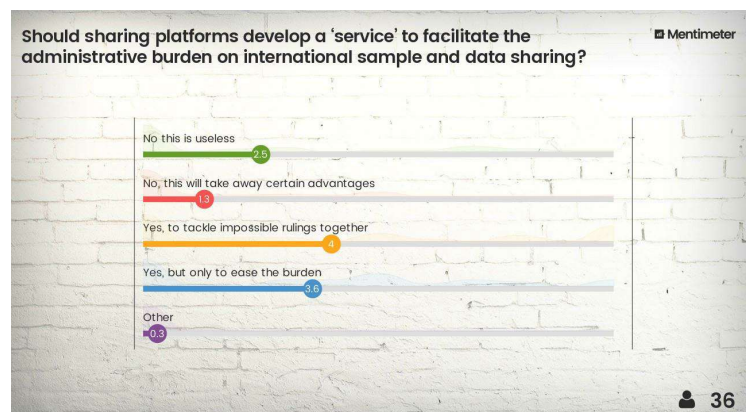 Should sharing platforms develop a ‘service’ to facilitate the
administrative burden on international sample and data sharing?
Mentimeter
No this is useless
2.5
No, this will take away certain advantages
1.3
Yes, to tackle impossible rulings together
4
Yes, but only to ease the burden
3.6
Other
0.3
36